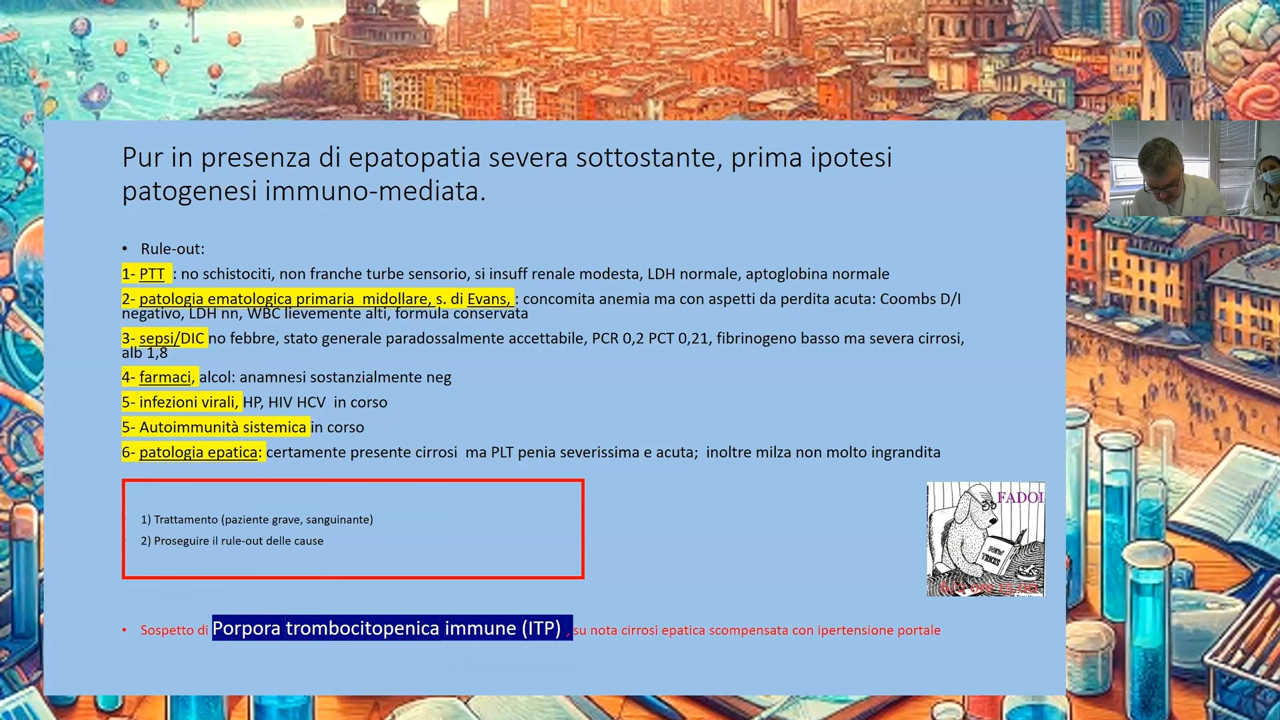 Pur in presenza di epatopatia severa sottostante, prima ipotesi
patogenesi immuno-mediata.
• Rule-out:
1- PTT : no schistociti, non franche turbe sensorio, si insuff renale modesta, LDH normale, aptoglobina normale
2- patologia ematologica primaria midollare, s. di Evans, : concomita anemia ma con aspetti da perdita acuta: Coombs D/I
negativo, LDH nn, WBC lievemente alti, formula conservata
3- sepsi/DIC no febbre, stato generale paradossalmente accettabile, PCR 0,2 PCT 0,21, fibrinogeno basso ma severa cirrosi,
alb 1,8
4- farmaci, alcol: anamnesi sostanzialmente neg
5- infezioni virali, HP, HIV HCV in corso
5- Autoimmunità sistemica in corso
6- patologia epatica: certamente presente cirrosi ma PLT penia severissima e acuta; inoltre milza non molto ingrandita
1) Trattamento (paziente grave, sanguinante)
2) Proseguire il rule-out delle cause
FADOI
• Sospetto di Porpora trombocitopenica immune (ITP) , su nota cirrosi epatica scompensata con ipertensione portale